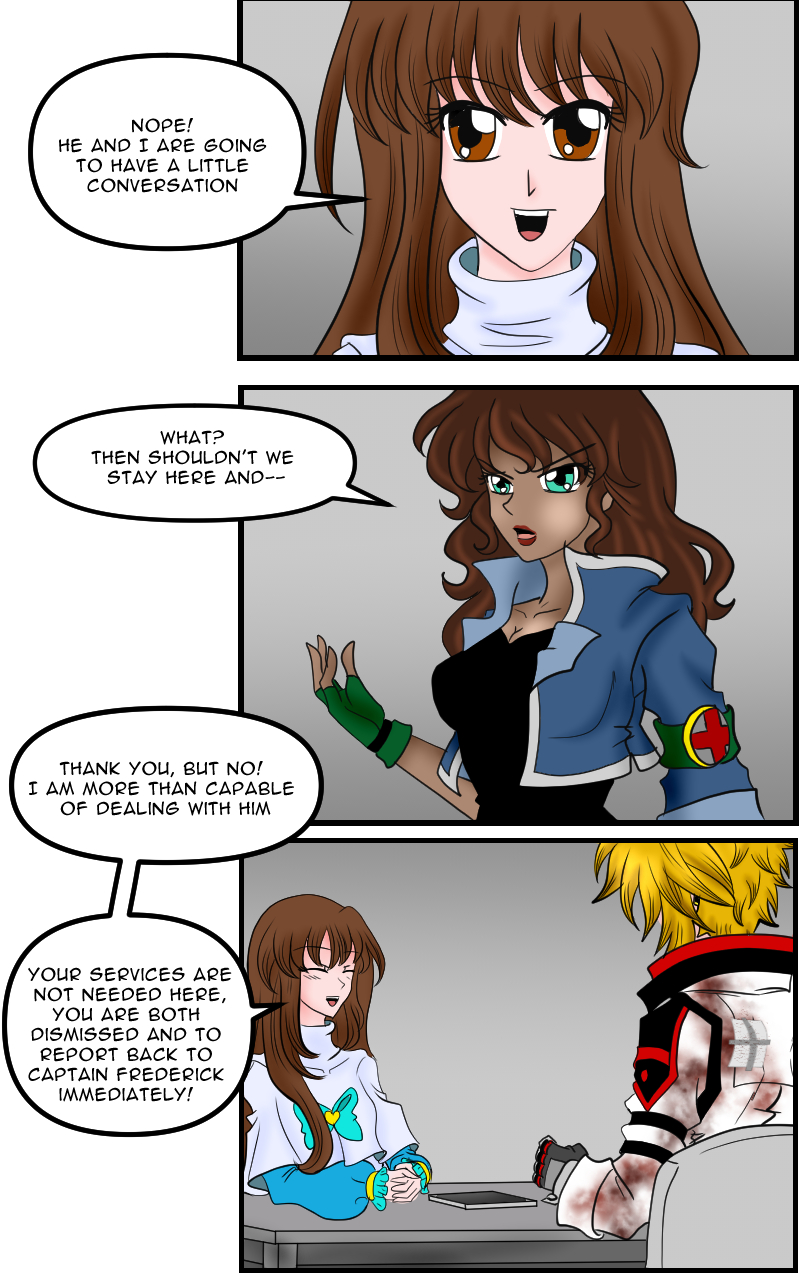 NOPE!
HE AND I ARE GOING
TO HAVE A LITTLE
CONVERSATION
WHAT?
THEN SHOULDN'T WE
STAY HERE AND--
THANK YOU, BUT NO!
I AM MORE THAN CAPABLE
OF DEALING WITH HIM
YOUR SERVICES ARE
NOT NEEDED HERE,
YOU ARE BOTH
DISMISSED AND TO
REPORT BACK TO
CAPTAIN FREDERICK
IMMEDIATELY!